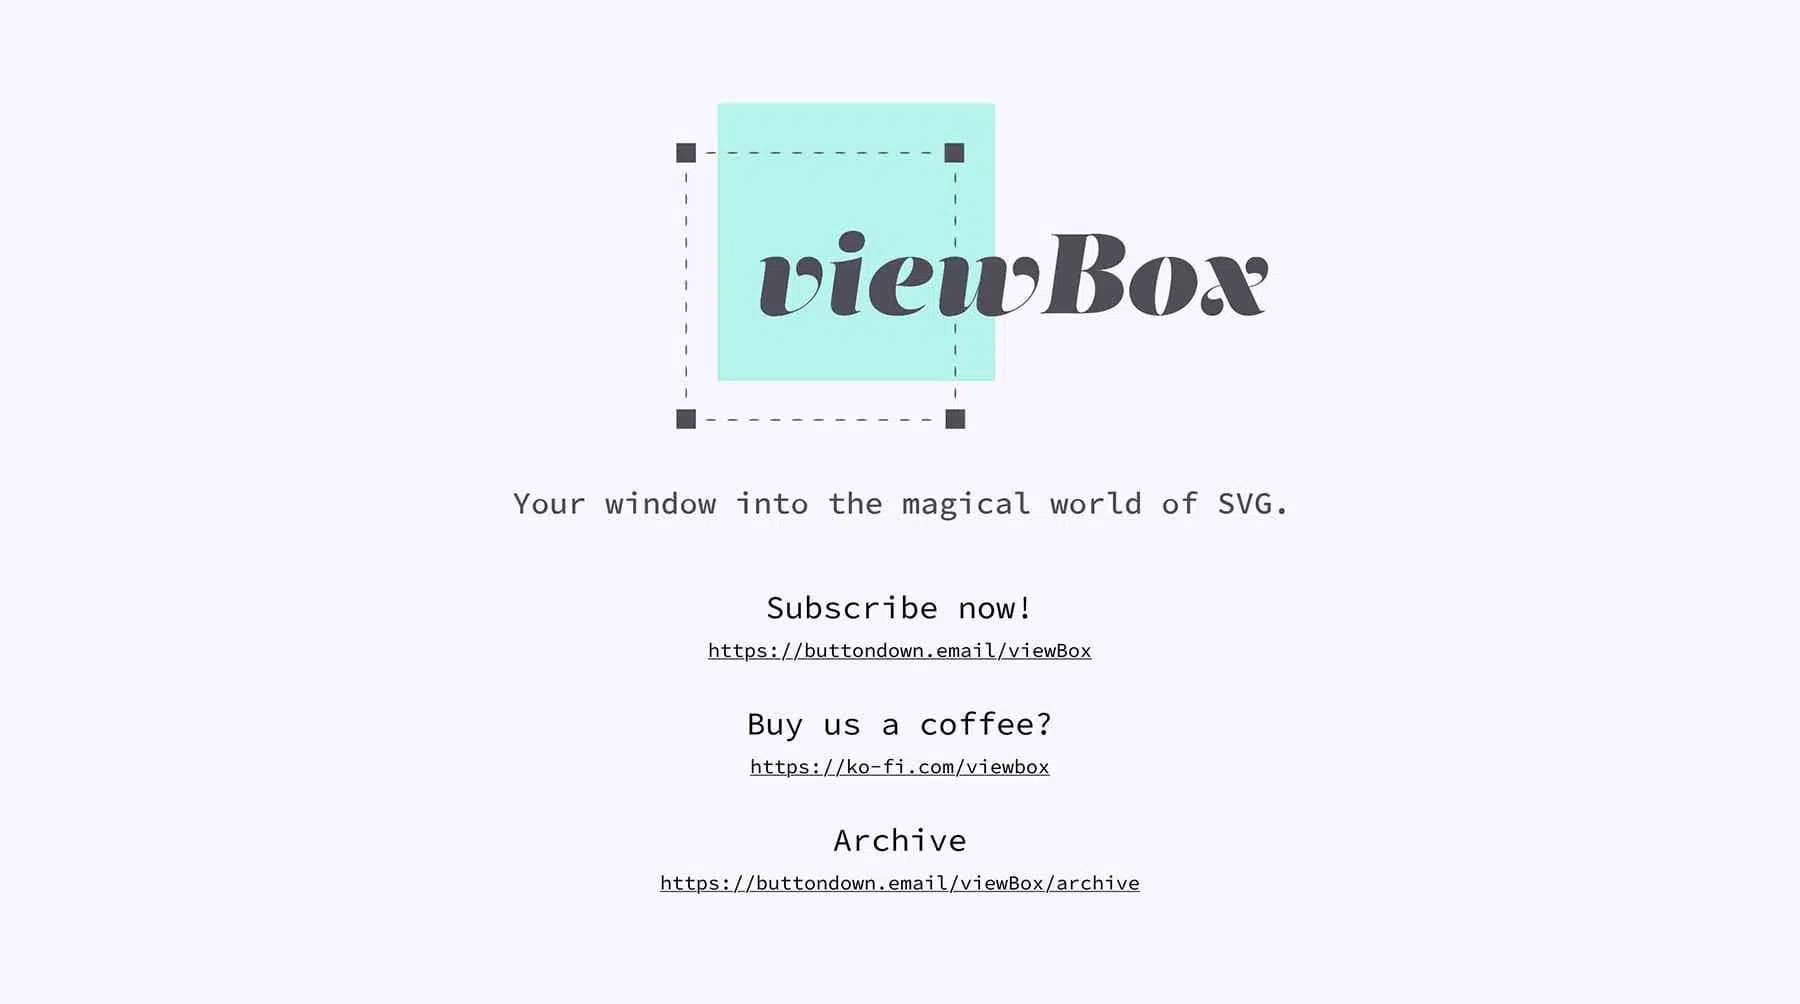 viewBox
Your window into the magical world of SVG.
Subscribe now!
https://buttondown.email/viewBox
Buy us a coffee?
https://ko-fi.com/viewbox
Archive
https://buttondown.email/viewBox/archive